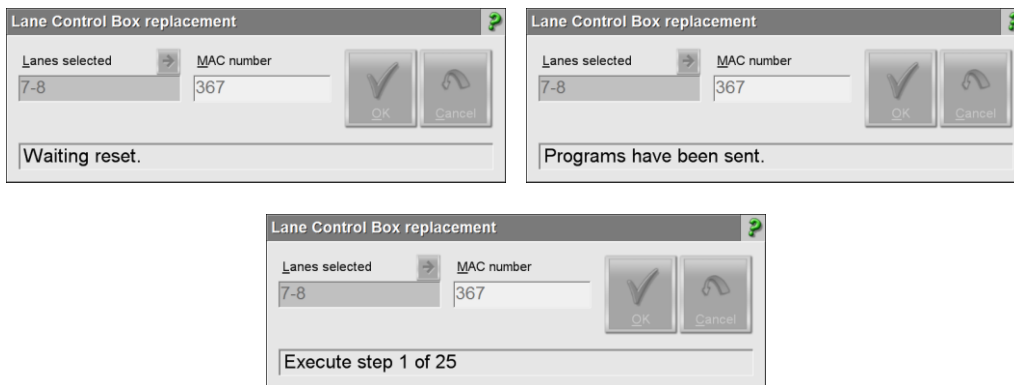 Lane Control Box replacement
Lanes selected MAC number
7-8 367
OK Cancel
Waiting reset.
Lane Control Box replacement
Lanes selected MAC number
7-8 367
OK Cancel
Programs have been sent.
Lane Control Box replacement
Lanes selected MAC number
7-8 367
OK Cancel
Execute step 1 of 25